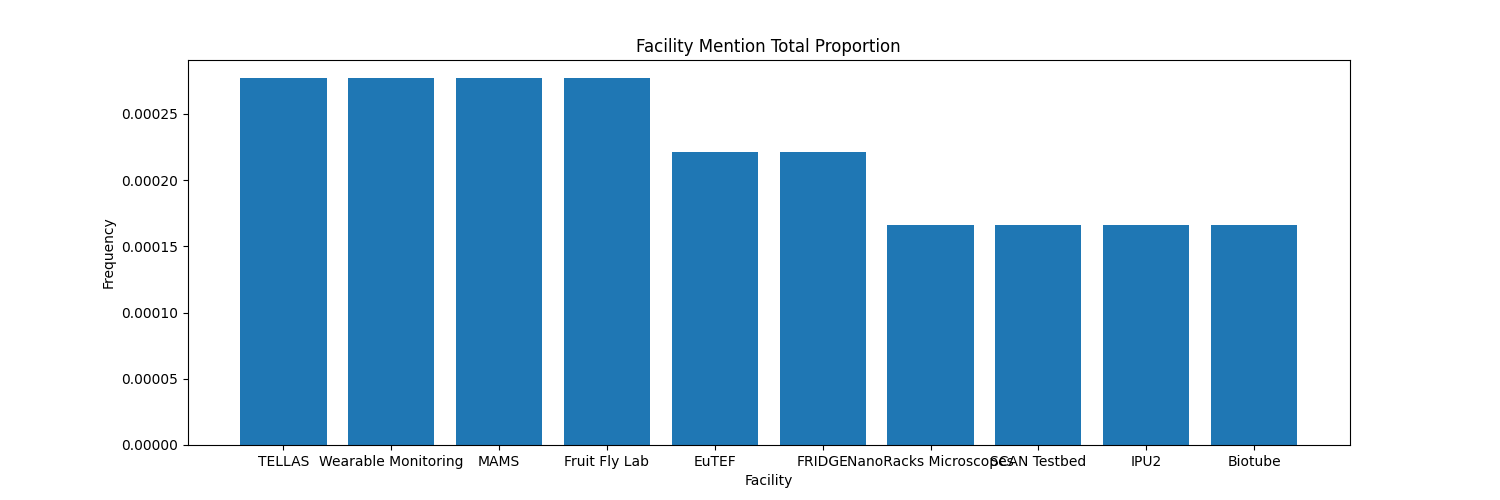 Facility Mention Total Proportion
Frequency
0.00025
0.00020
0.00015
0.00010
0.00005
0.00000
TELLAS Wearable Monitoring MAMS Fruit Fly Lab EuTEF FRIDGE NanoRacks Microscopes SCAN Testbed IPU2 Biotube
Facility